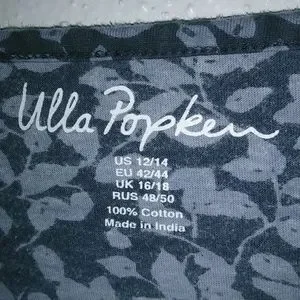 Ulla Popken
US 12/14
EU 42/44
UK 16/18
RUS 48/50
100% Cotton
Made in India